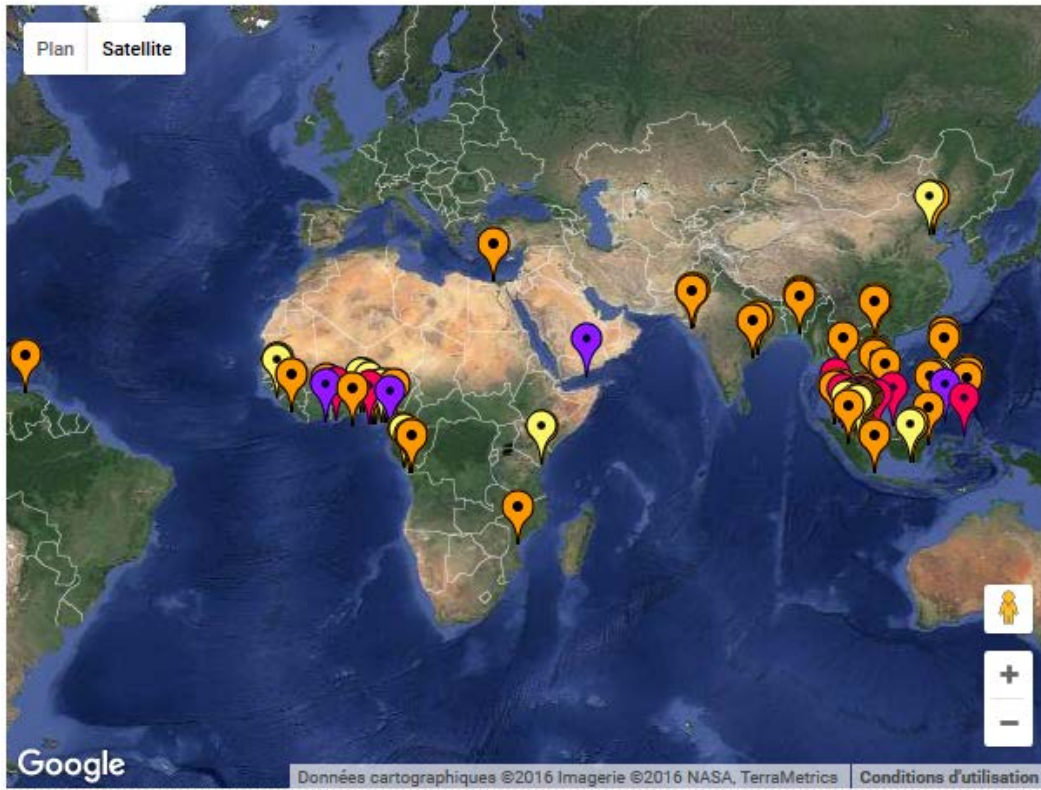 Plan Satellite
Google
Données cartographiques ©2016 Imagerie ©2016 NASA, TerraMetrics Conditions d'utilisation